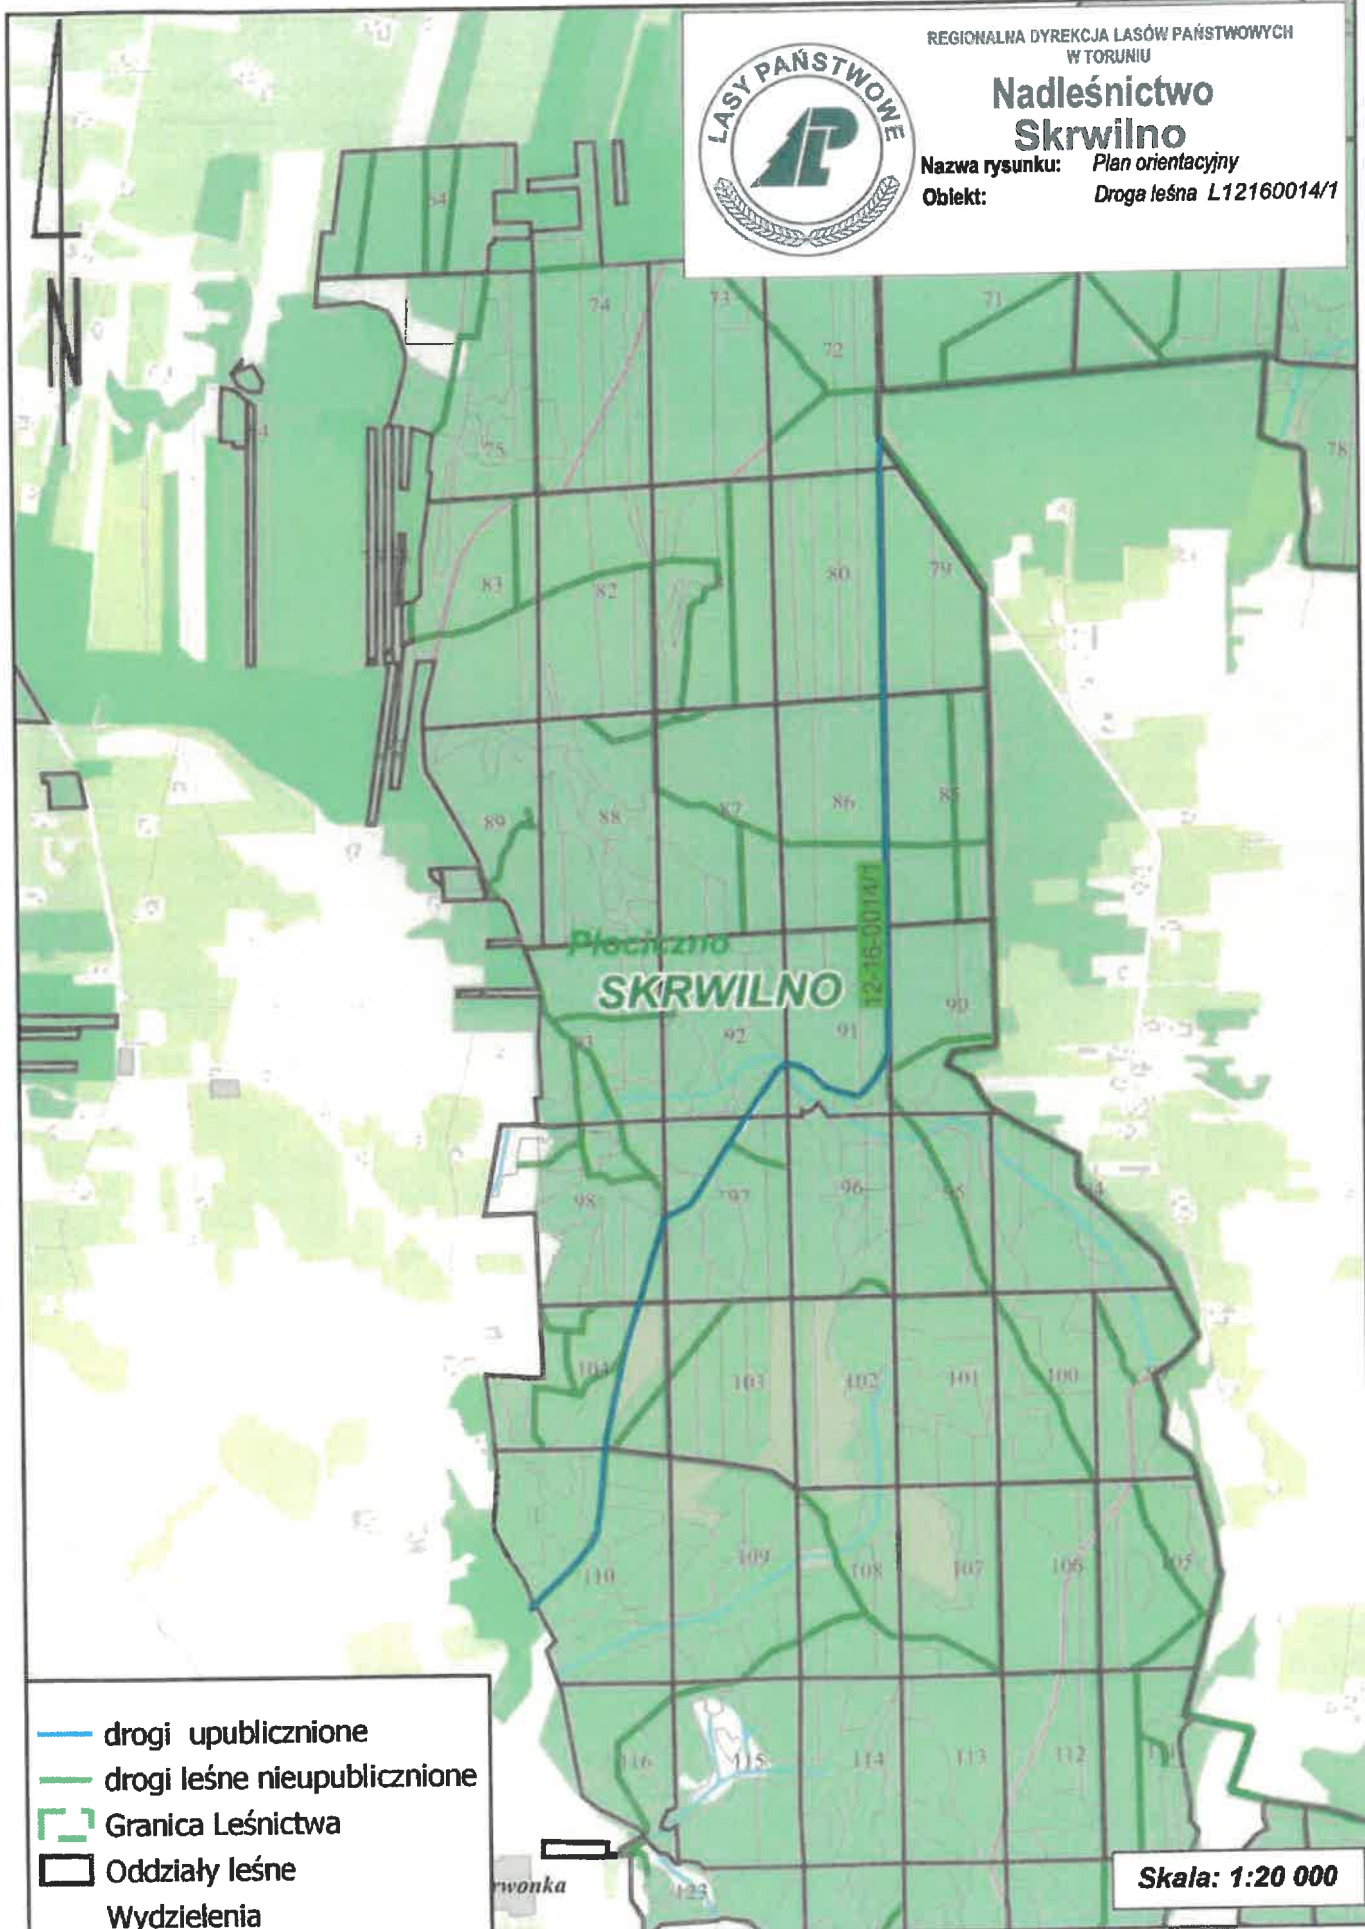 REGIONALNA DYREKCJA LASÓW PAŃSTWOWYCH
W TORUNIU
Nadleśnictwo
Skrwilno
Nazwa rysunku: Plan orientacyjny
Obiekt: Droga leśna L12160014/1
LASY PAŃSTWOWE
N
74
73
71
72
75
78
83
82
80
79
89
88
87
86
85
12-16-0014/1
Płociczno
SKRWILNO
92
91
90
98
97
96
95
104
103
102
101
100
110
109
108
107
106
105
116
115
114
113
112
111
123
rwonka
drogi upublicznione
drogi leśne nieupublicznione
Granica Leśnictwa
Oddziały leśne
Wydzielenia
Skala: 1:20 000